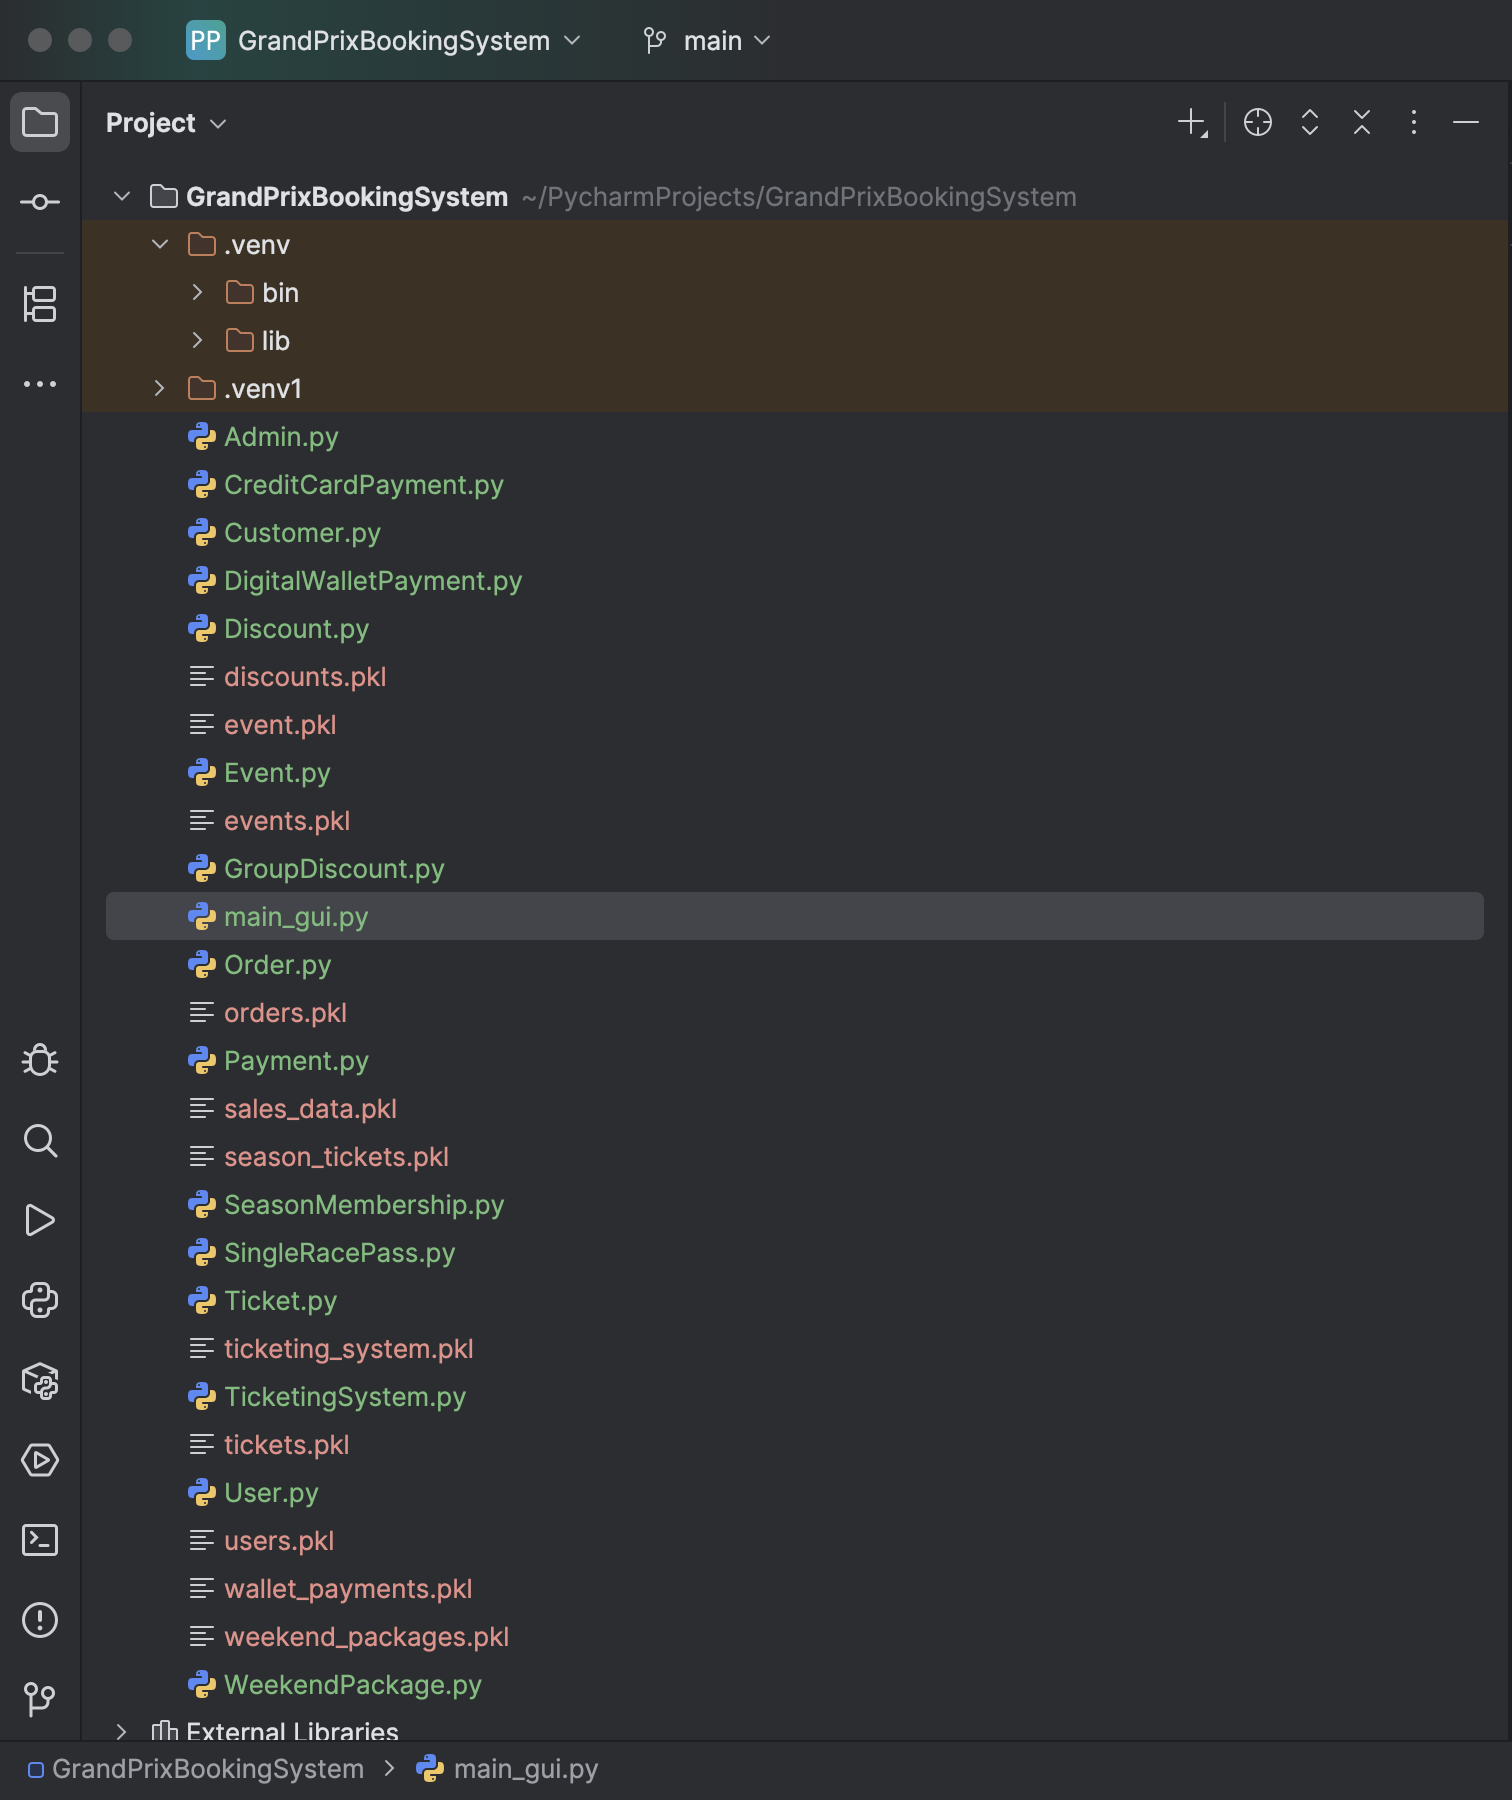 PP GrandPrixBookingSystem main
Project
GrandPrixBookingSystem ~/PycharmProjects/GrandPrixBookingSystem
.venv
bin
lib
.venv1
Admin.py
CreditCardPayment.py
Customer.py
DigitalWalletPayment.py
Discount.py
discounts.pkl
event.pkl
Event.py
events.pkl
GroupDiscount.py
main_gui.py
Order.py
orders.pkl
Payment.py
sales_data.pkl
season_tickets.pkl
SeasonMembership.py
SingleRacePass.py
Ticket.py
ticketing_system.pkl
TicketingSystem.py
tickets.pkl
User.py
users.pkl
wallet_payments.pkl
weekend_packages.pkl
WeekendPackage.py
External Libraries
GrandPrixBookingSystem > main_gui.py